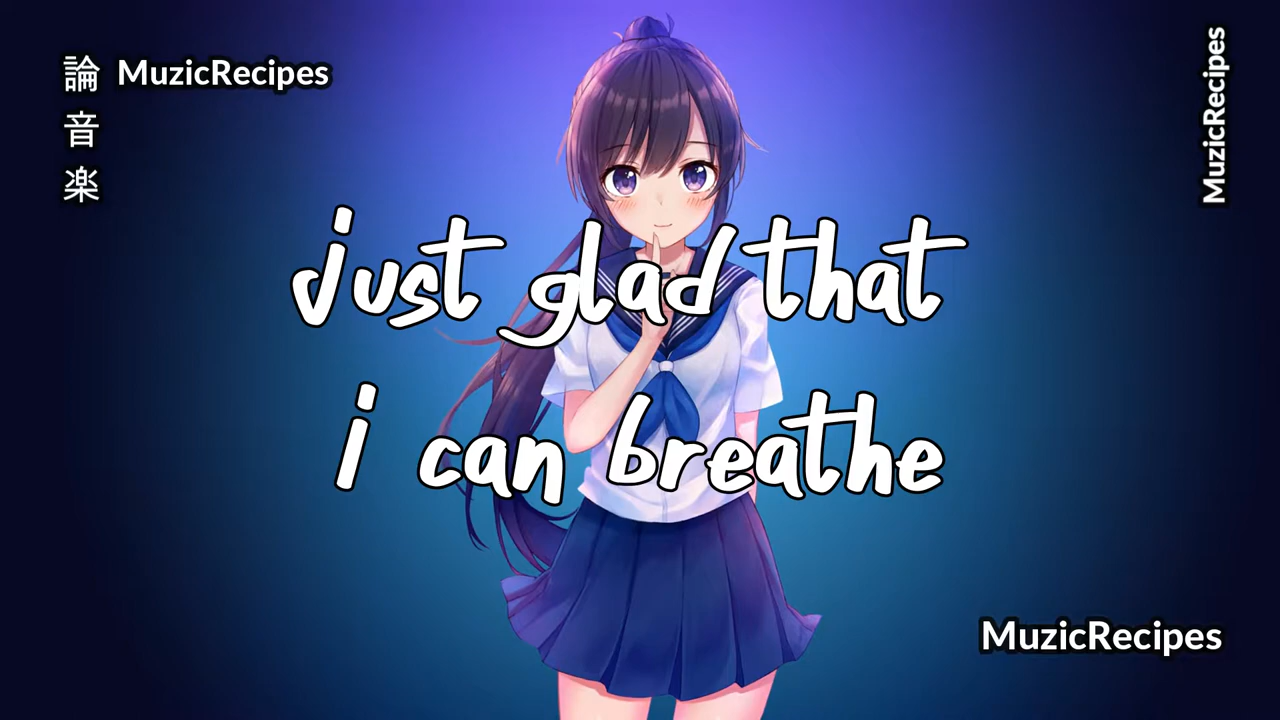 論音楽
MuzicRecipes
MuzicRecipes
just glad that
i can breathe
MuzicRecipes